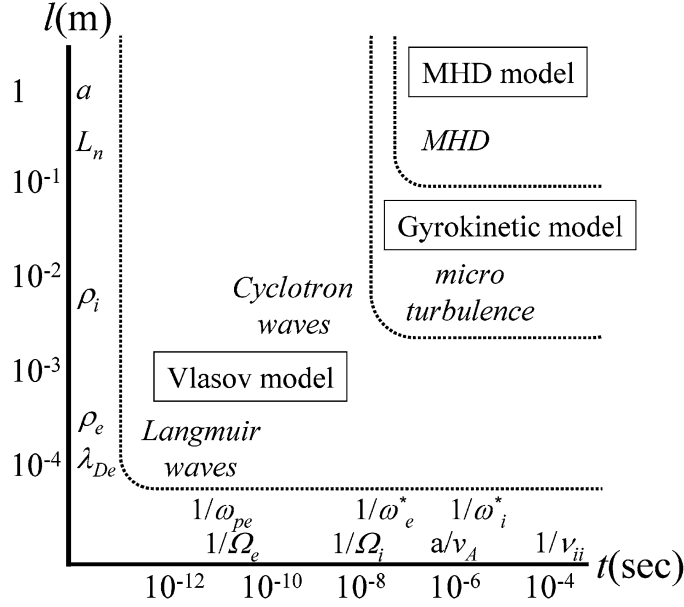 l(m)
1 a
MHD model
L_n
MHD
10^-1
Gyrokinetic model
10^-2
micro
turbulence
ρ_i
Cyclotron
waves
10^-3
Vlasov model
ρ_e
Langmuir
waves
10^-4
λ_De
1/ω_pe 1/ω*_e 1/ω*_i
1/Ω_e 1/Ω_i a/v_A 1/ν_ii
t(sec)
10^-12 10^-10 10^-8 10^-6 10^-4